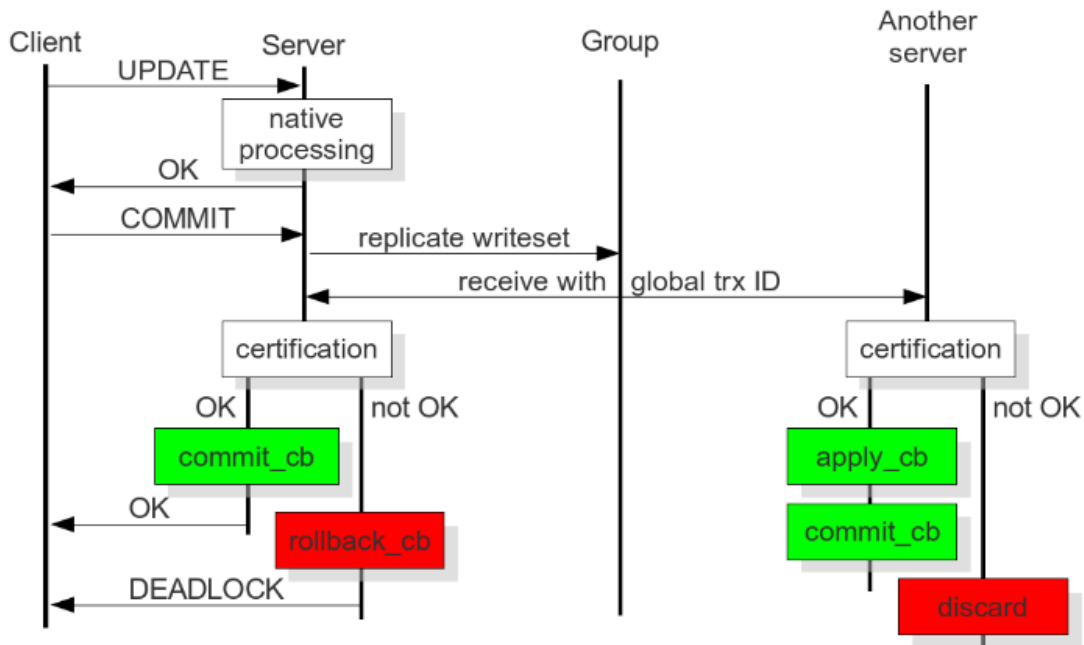 Client
Server
Group
Another
server
UPDATE
native
processing
OK
COMMIT
replicate writeset
receive with global trx ID
certification
certification
OK
not OK
OK
not OK
commit_cb
apply_cb
OK
rollback_cb
commit_cb
DEADLOCK
discard